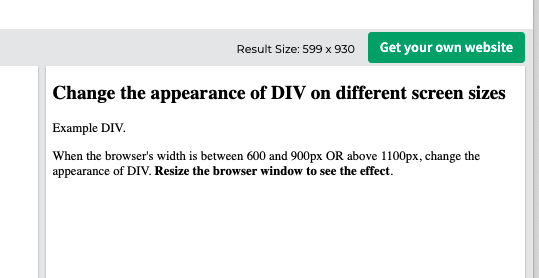 Result Size: 599 x 930
Get your own website
Change the appearance of DIV on different screen sizes
Example DIV.
When the browser's width is between 600 and 900px OR above 1100px, change the
appearance of DIV. Resize the browser window to see the effect.